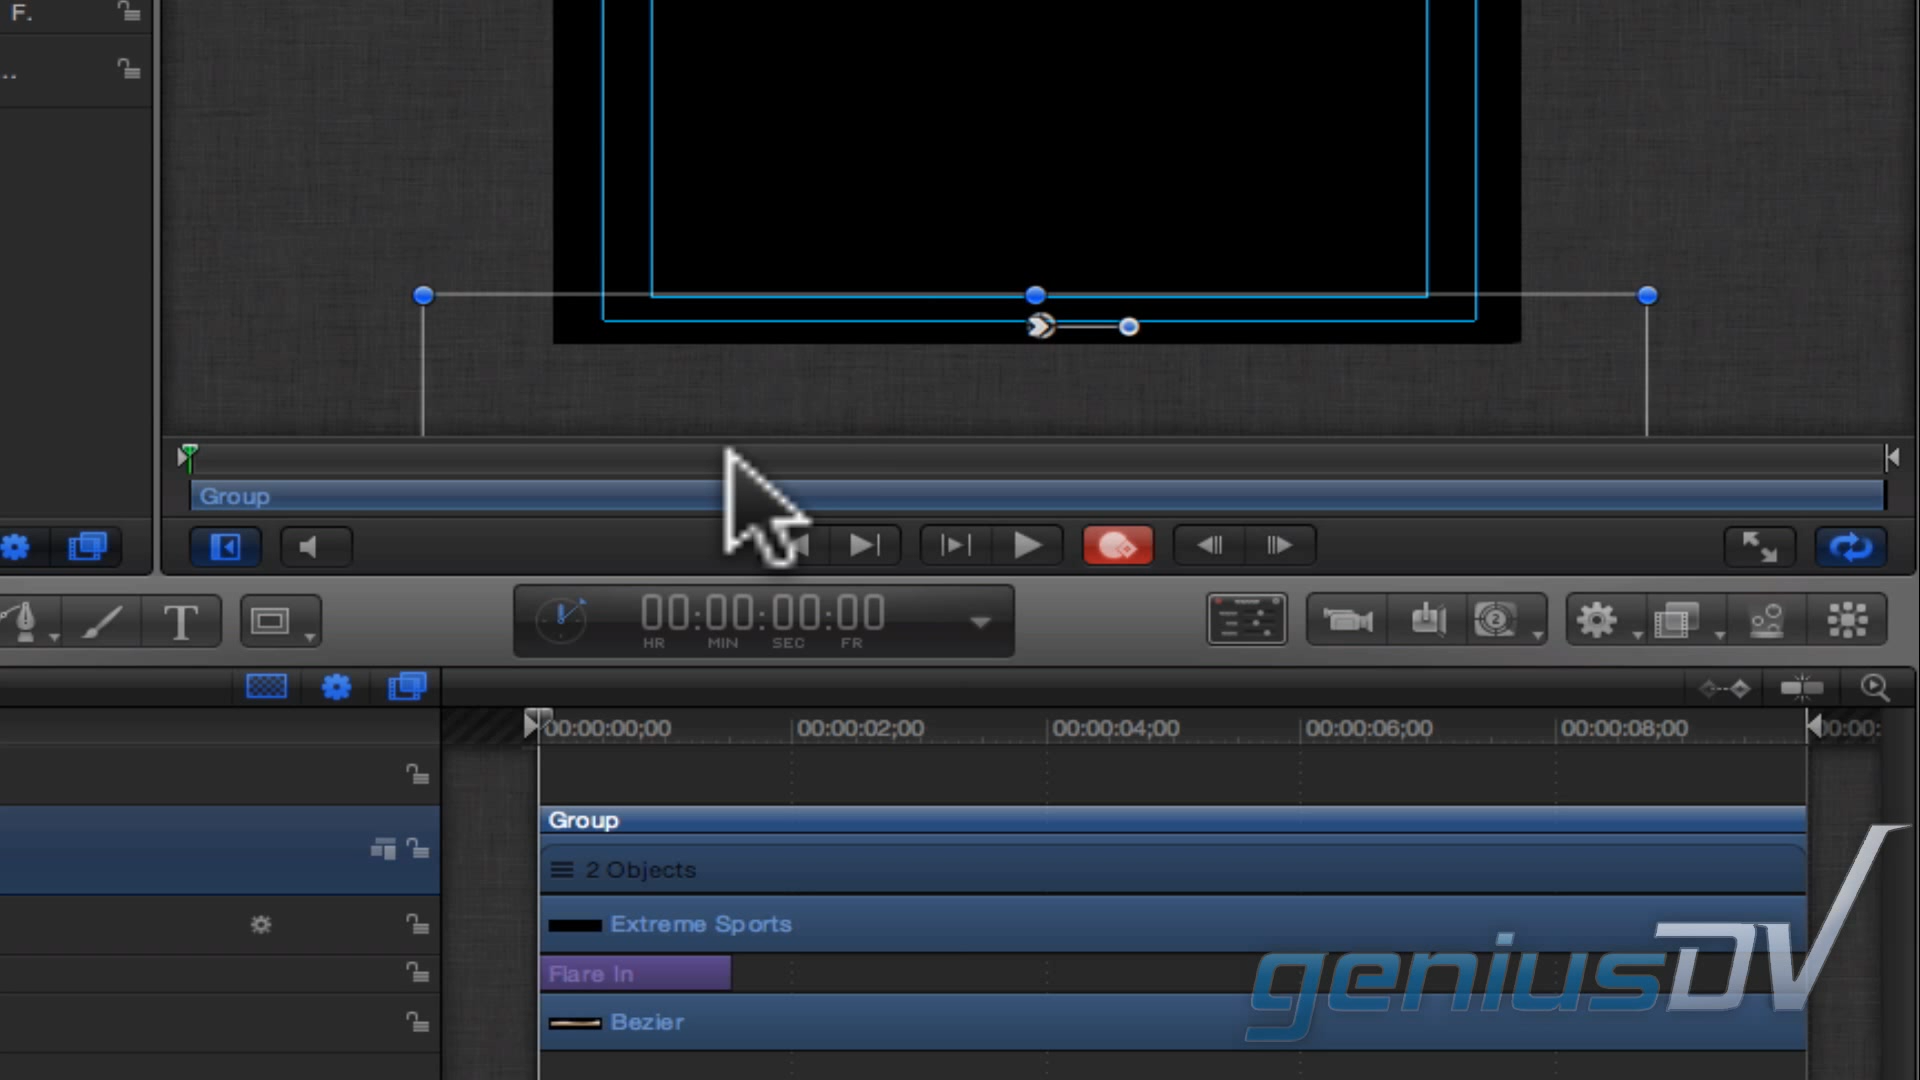 F.
..
Group
T
00:00:00:00
HR MIN SEC FR
2
00:00:00;00 00:00:02;00 00:00:04;00 00:00:06;00 00:00:08;00 00:00:
Group
2 Objects
Extreme Sports
Flare In
Bezier
geniusDV